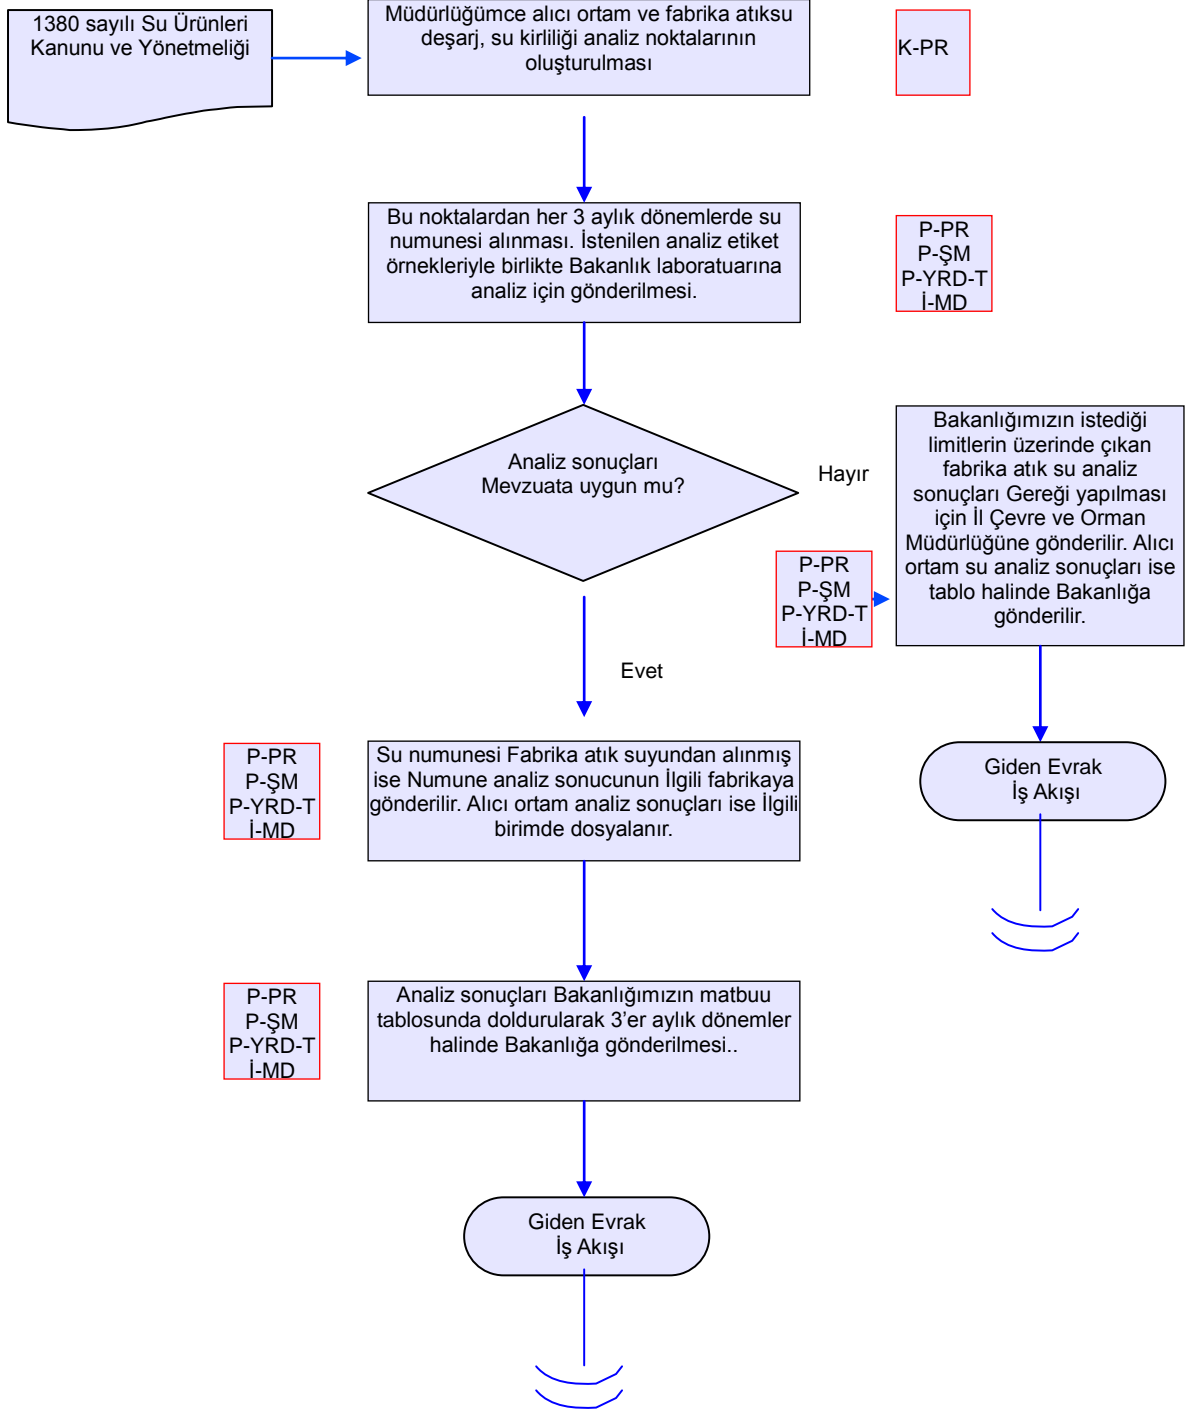 1380 sayılı Su Ürünleri
Kanunu ve Yönetmeliği
Müdürlüğümce alıcı ortam ve fabrika atıksu
deşarj, su kirliliği analiz noktalarının
oluşturulması
K-PR
Bu noktalardan her 3 aylık dönemlerde su
numunesi alınması. İstenilen analiz etiket
örnekleriyle birlikte Bakanlık laboratuarına
analiz için gönderilmesi.
P-PR
P-ŞM
P-YRD-T
İ-MD
Analiz sonuçları
Mevzuata uygun mu?
Hayır
P-PR
P-ŞM
P-YRD-T
İ-MD
Bakanlığımızın istediği
limitlerin üzerinde çıkan
fabrika atık su analiz
sonuçları Gereği yapılması
için İl Çevre ve Orman
Müdürlüğüne gönderilir. Alıcı
ortam su analiz sonuçları ise
tablo halinde Bakanlığa
gönderilir.
Evet
Giden Evrak
İş Akışı
P-PR
P-ŞM
P-YRD-T
İ-MD
Su numunesi Fabrika atık suyundan alınmış
ise Numune analiz sonucunun İlgili fabrikaya
gönderilir. Alıcı ortam analiz sonuçları ise İlgili
birimde dosyalanır.
P-PR
P-ŞM
P-YRD-T
İ-MD
Analiz sonuçları Bakanlığımızın matbuu
tablosunda doldurularak 3’er aylık dönemler
halinde Bakanlığa gönderilmesi..
Giden Evrak
İş Akışı